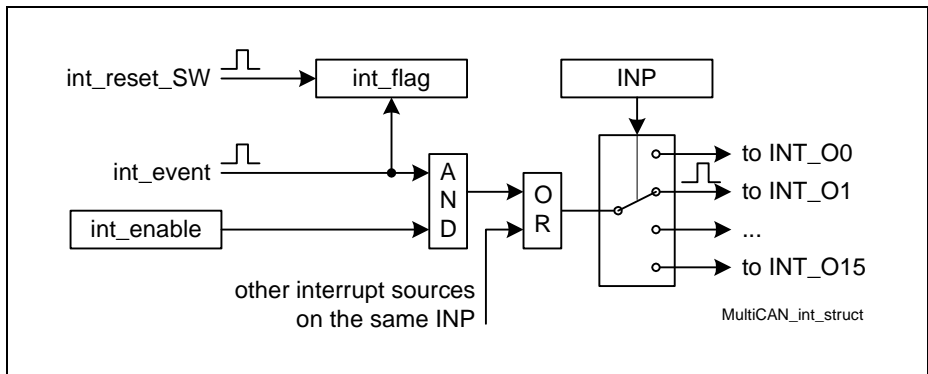 int_reset_SW
int_flag
INP
int_event
int_enable
A
N
D
O
R
to INT_O0
to INT_O1
...
to INT_O15
other interrupt sources
on the same INP
MultiCAN_int_struct